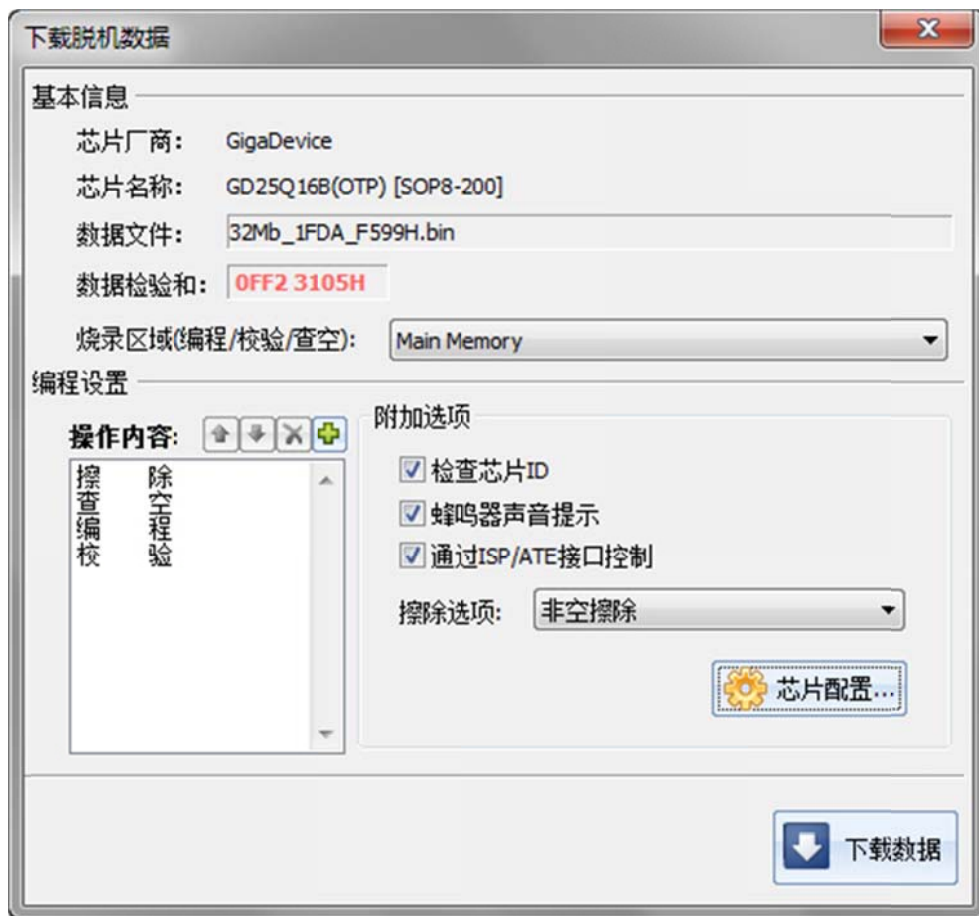 下载脱机数据
基本信息
芯片厂商: GigaDevice
芯片名称: GD25Q16B(OTP) [SOP8-200]
数据文件: 32Mb_1FDA_F599H.bin
数据检验和: 0FF2 3105H
烧录区域(编程/校验/查空): Main Memory
编程设置
操作内容:
擦 除
查 空
编 程
校 验
附加选项
检查芯片ID
蜂鸣器声音提示
通过ISP/ATE接口控制
擦除选项: 非空擦除
芯片配置...
下载数据